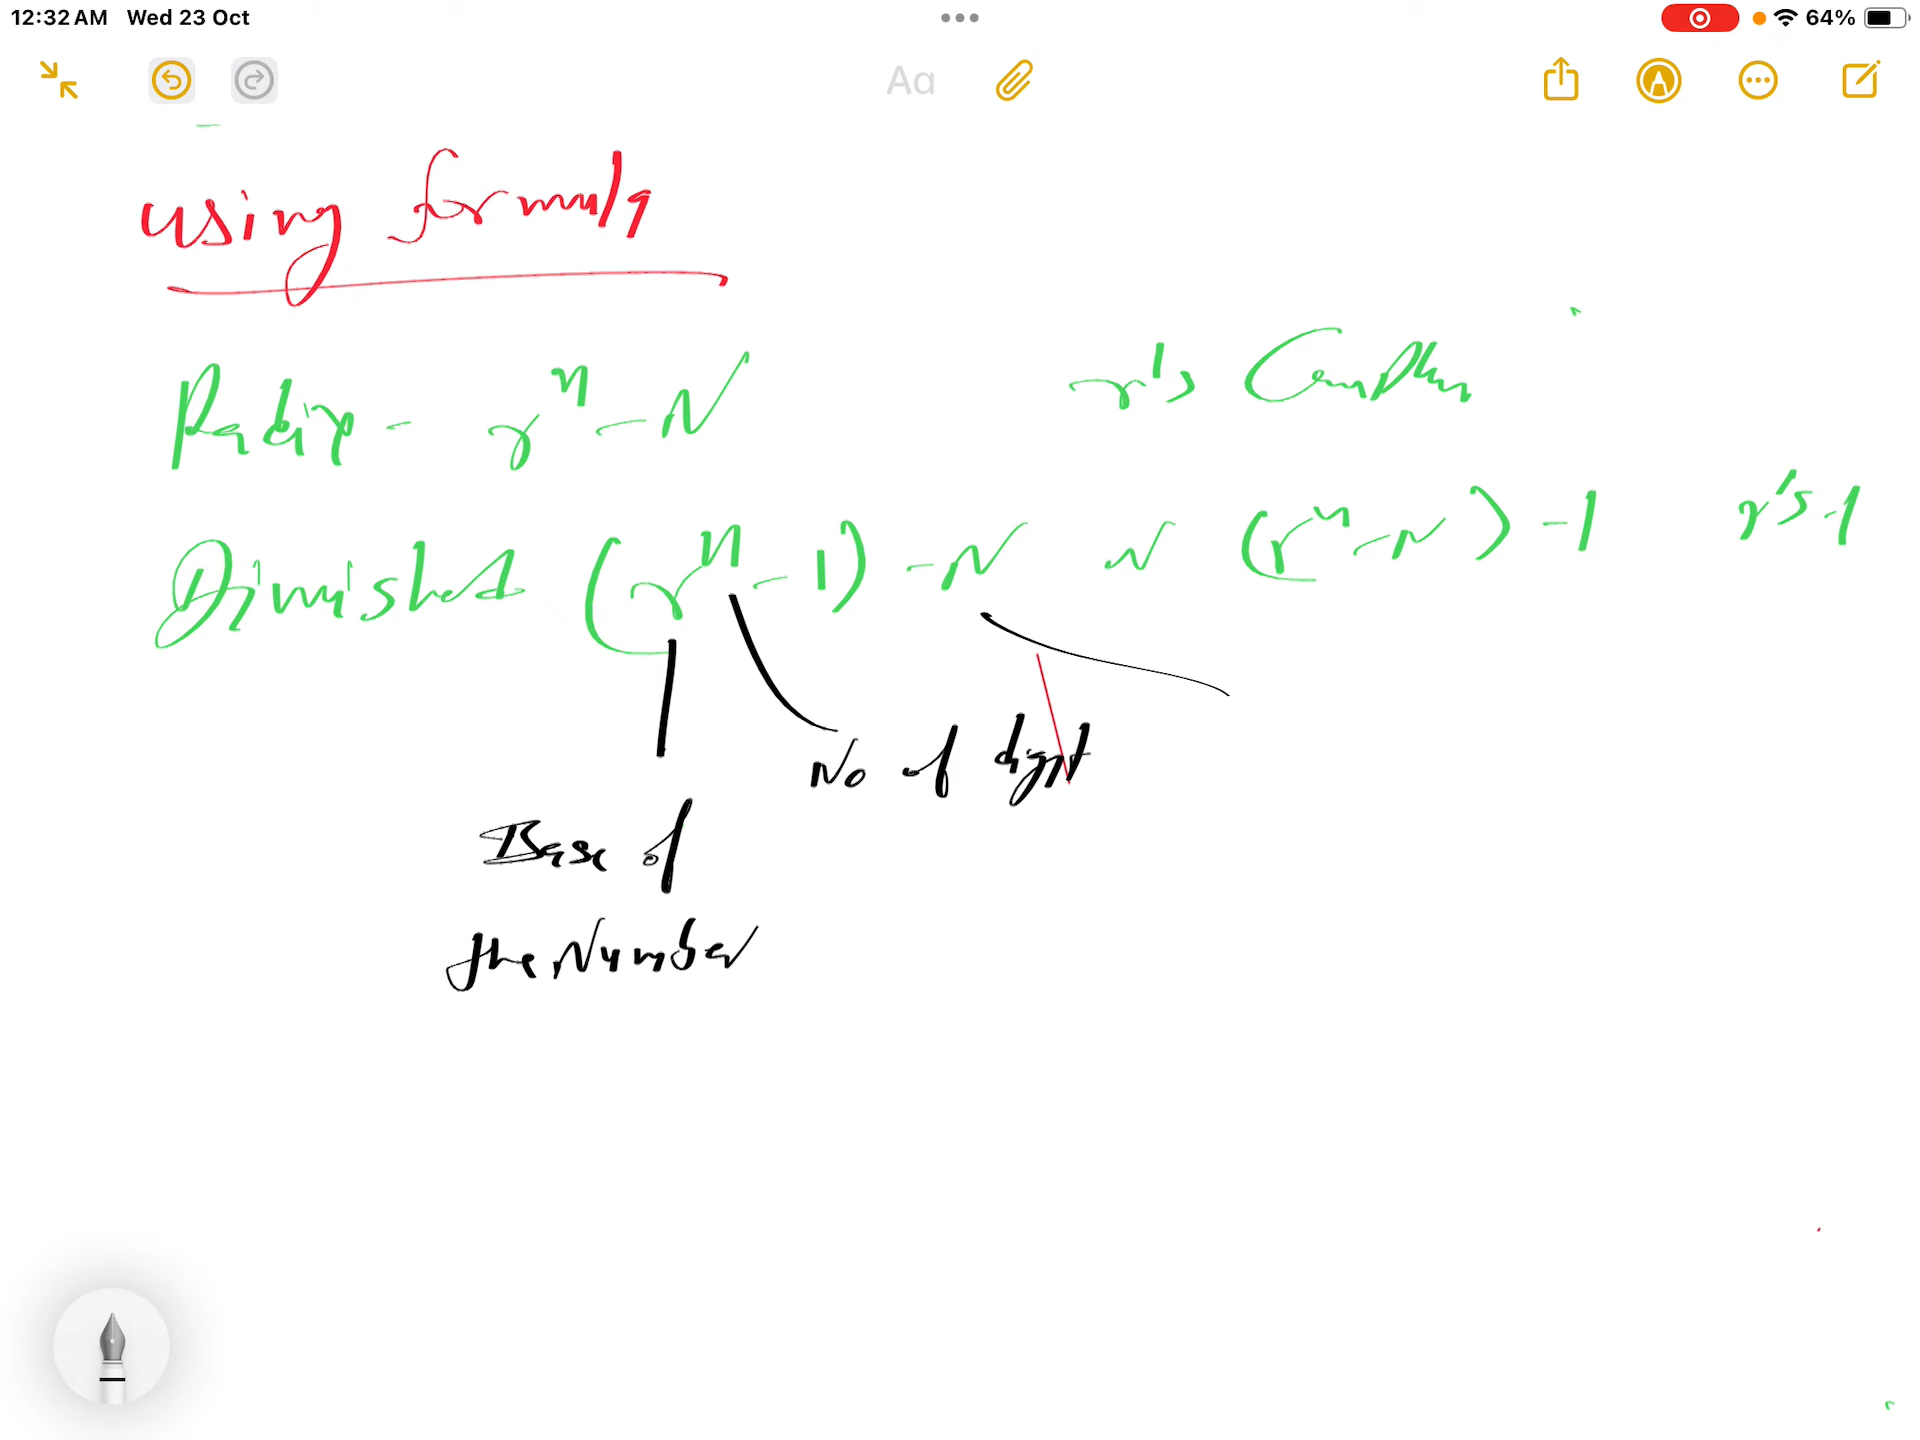 12:32 AM Wed 23 Oct
64%
Aa
using formula
Radix - r^n - N
r's
Diminished (r^n - 1) - N N (r^n - N) - 1 r's - 1
No of digit
Base of
the Number